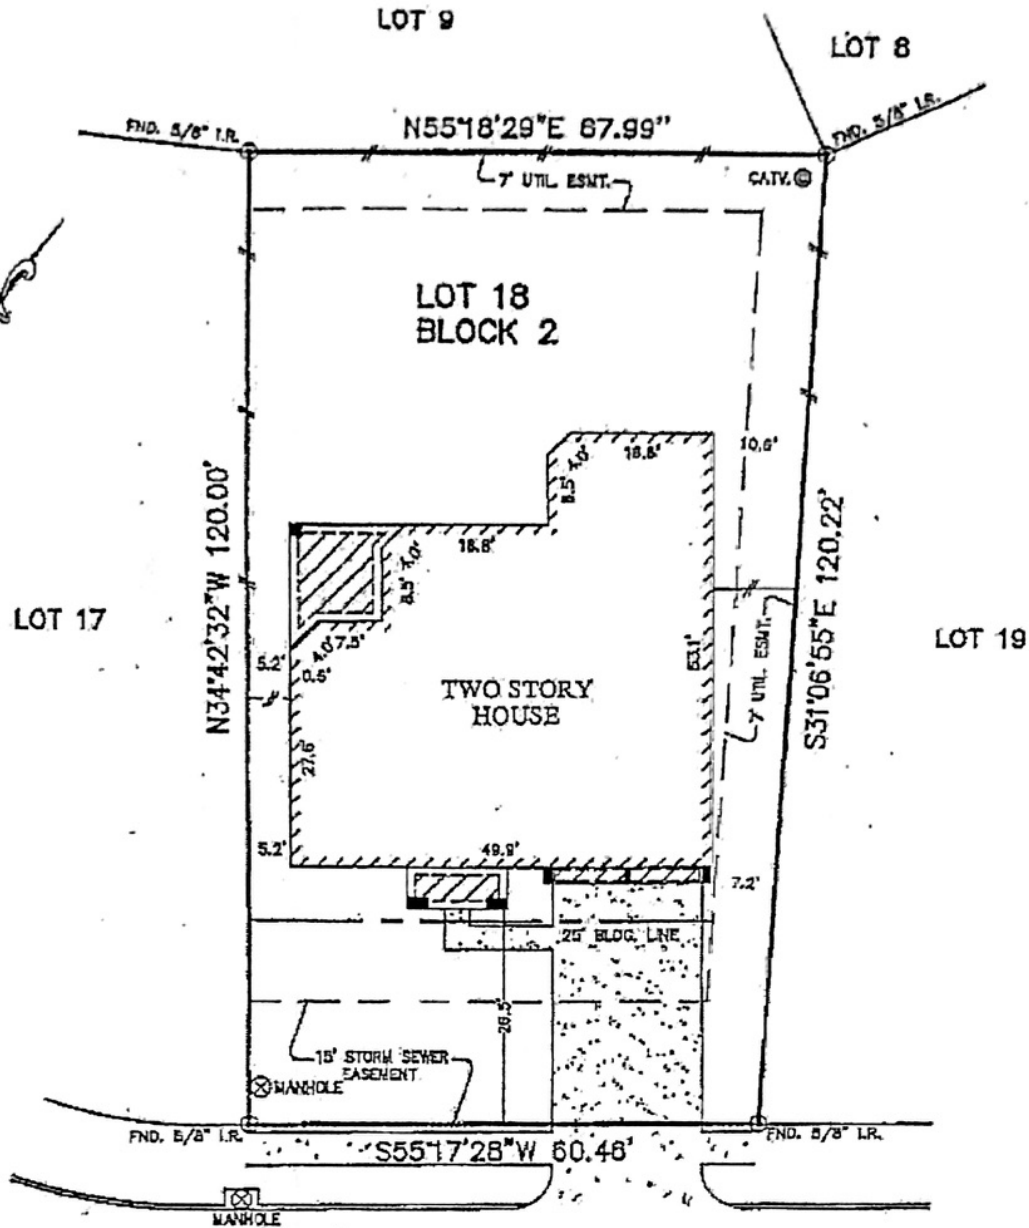 LOT 9
LOT 8
FND. 5/8" I.R.
N55°18'29"E 67.99"
FND. 5/8" I.R.
7' UTIL. ESMT.
CATV.
LOT 18
BLOCK 2
10.6'
16.6'
4.0'
8.5'
16.8'
4.0'
8.5'
N34°42'32"W 120.00'
S31°06'55"E 120.22'
LOT 17
LOT 19
7.5'
4.0'
0.5'
5.2'
53.1'
7' UTIL. ESMT.
TWO STORY
HOUSE
27.6'
5.2'
49.9'
7.2'
25' BLDG. LINE
26.5'
15' STORM SEWER
EASEMENT
MANHOLE
FND. 5/8" I.R.
S55°17'28"W 60.46'
FND. 5/8" I.R.
MANHOLE